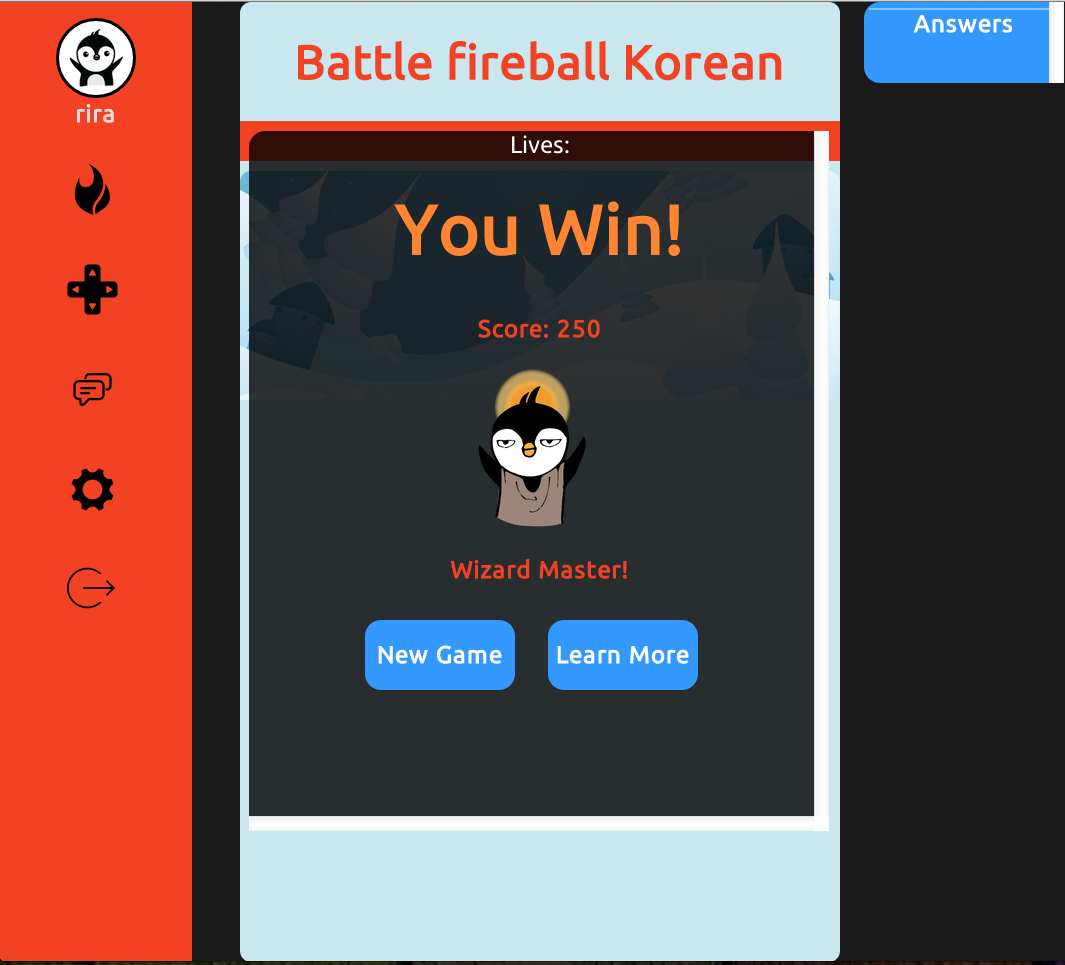 rira
Battle fireball Korean
Lives:
You Win!
Score: 250
Wizard Master!
New Game
Learn More
Answers